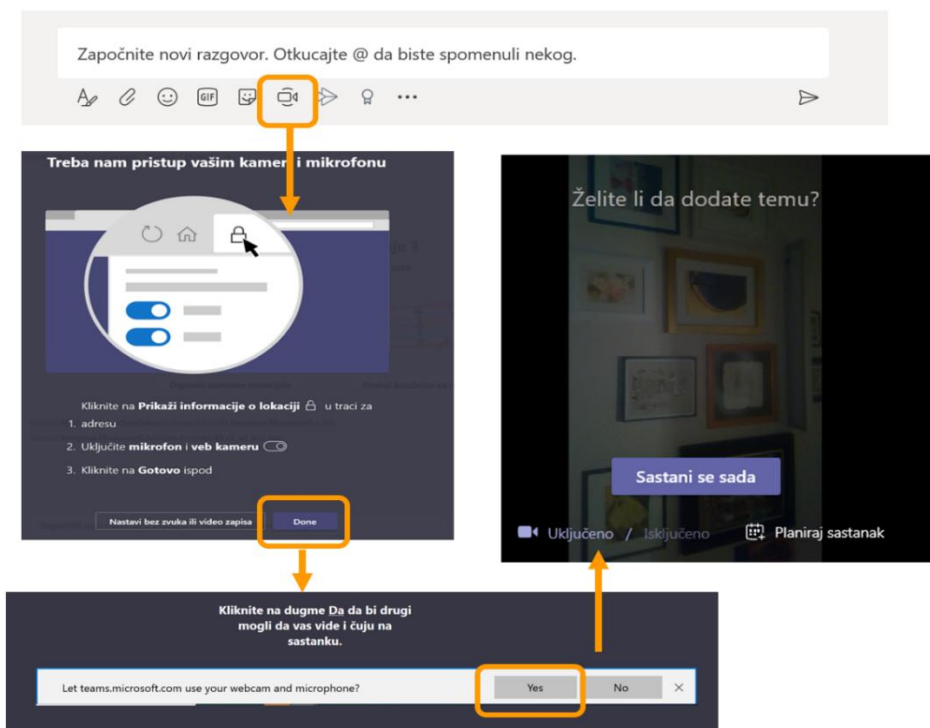 Započnite novi razgovor. Otkucajte @ da biste spomenuli nekog.
GIF
Treba nam pristup vašim kameri i mikrofonu
Kliknite na Prikaži informacije o lokaciji u traci za
1. adresu
2. Uključite mikrofon i veb kameru
3. Kliknite na Gotovo ispod
Nastavi bez zvuka ili video zapisa
Done
Želite li da dodate temu?
Sastani se sada
Uključeno / Isključeno
Planiraj sastanak
Kliknite na dugme Da da bi drugi
mogli da vas vide i čuju na
sastanku.
Let teams.microsoft.com use your webcam and microphone?
Yes
No